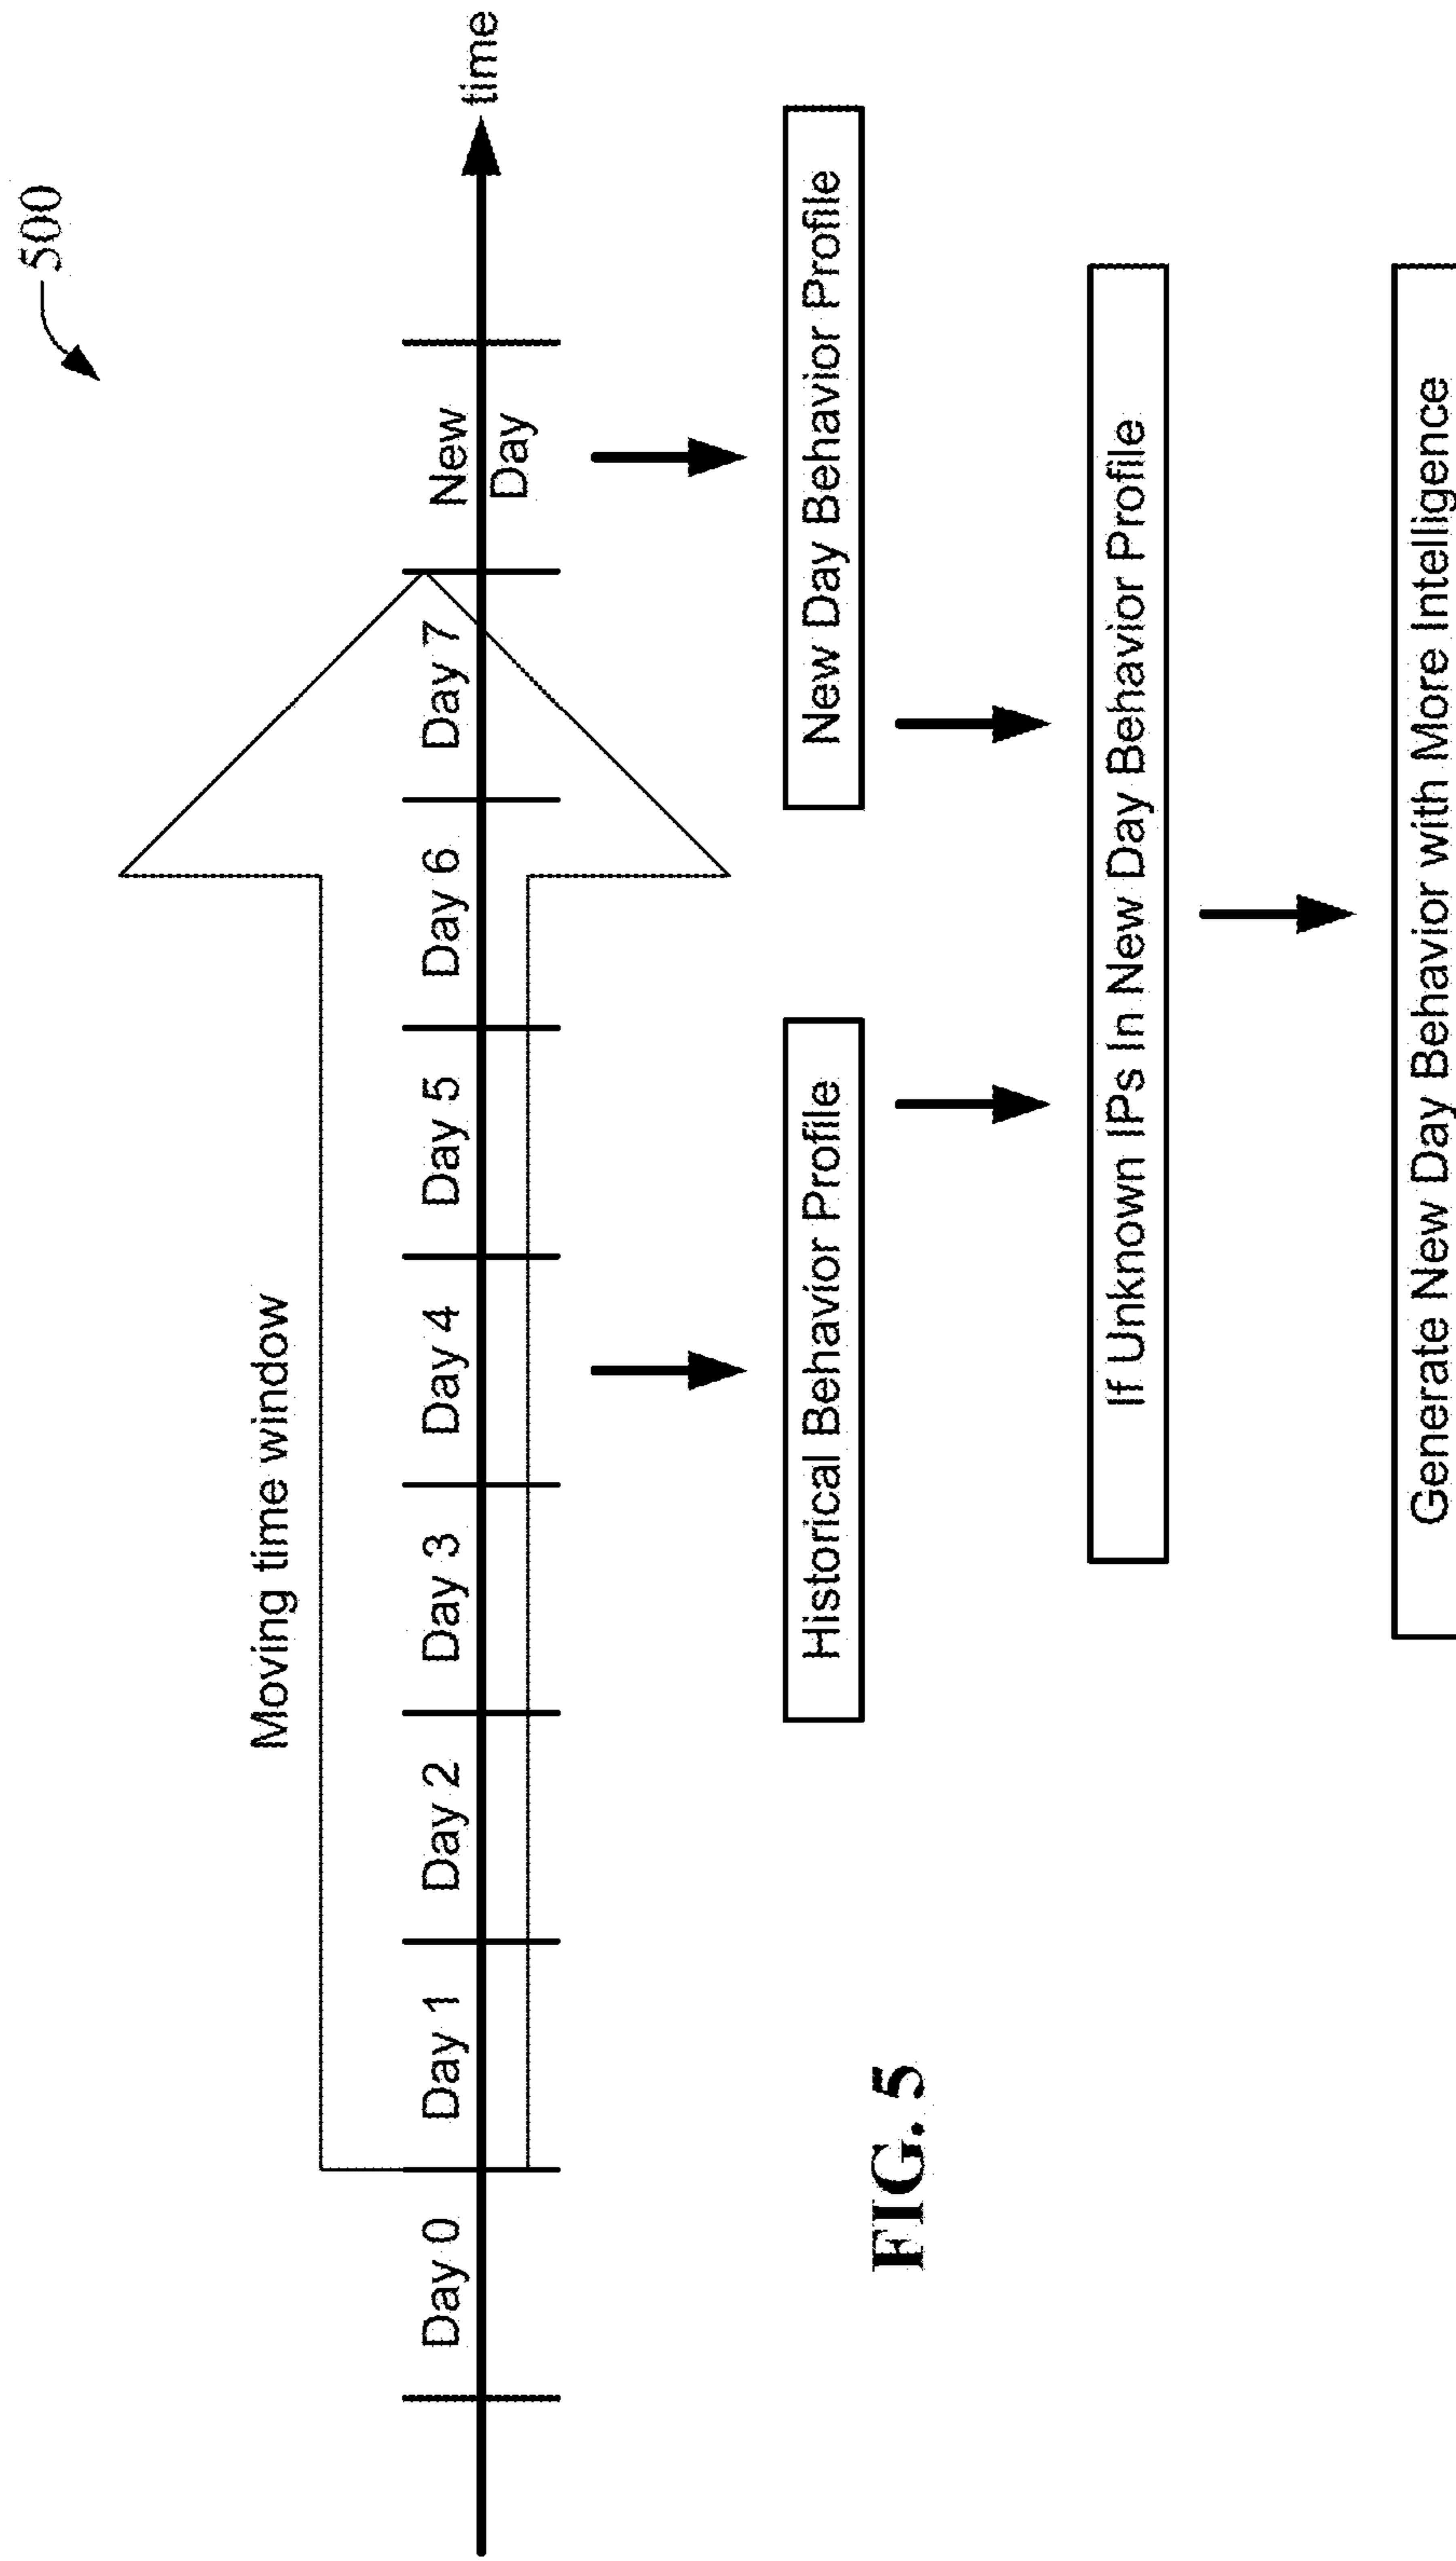 500
Moving time window
Day 0 Day 1 Day 2 Day 3 Day 4 Day 5 Day 6 Day 7 New
Day
time
Historical Behavior Profile
New Day Behavior Profile
If Unknown IPs In New Day Behavior Profile
Generate New Day Behavior with More Intelligence
FIG. 5